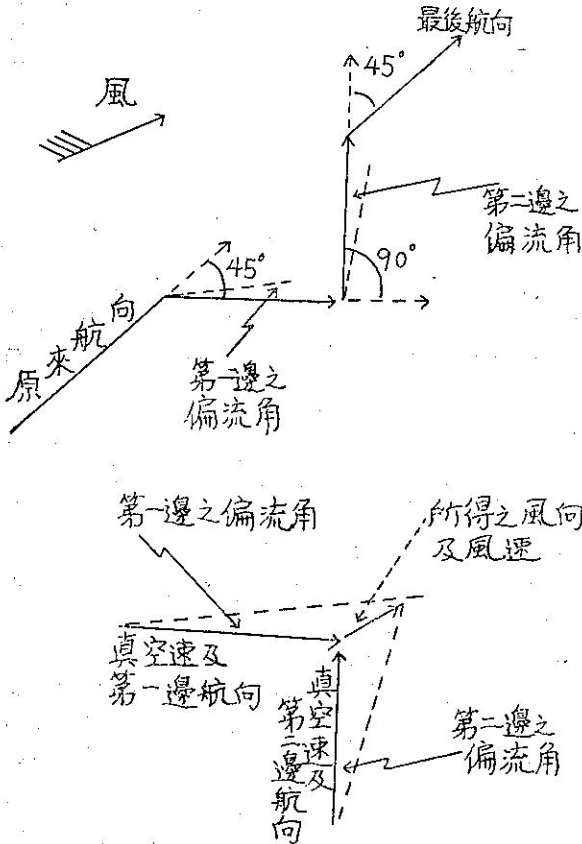 最後航向
45°
風
第二邊之
偏流角
90°
45°
原來航向
第一邊之
偏流角
第一邊之偏流角
所得之風向
及風速
真空速及
第一邊航向
真空速及
第二邊航向
第二邊之
偏流角